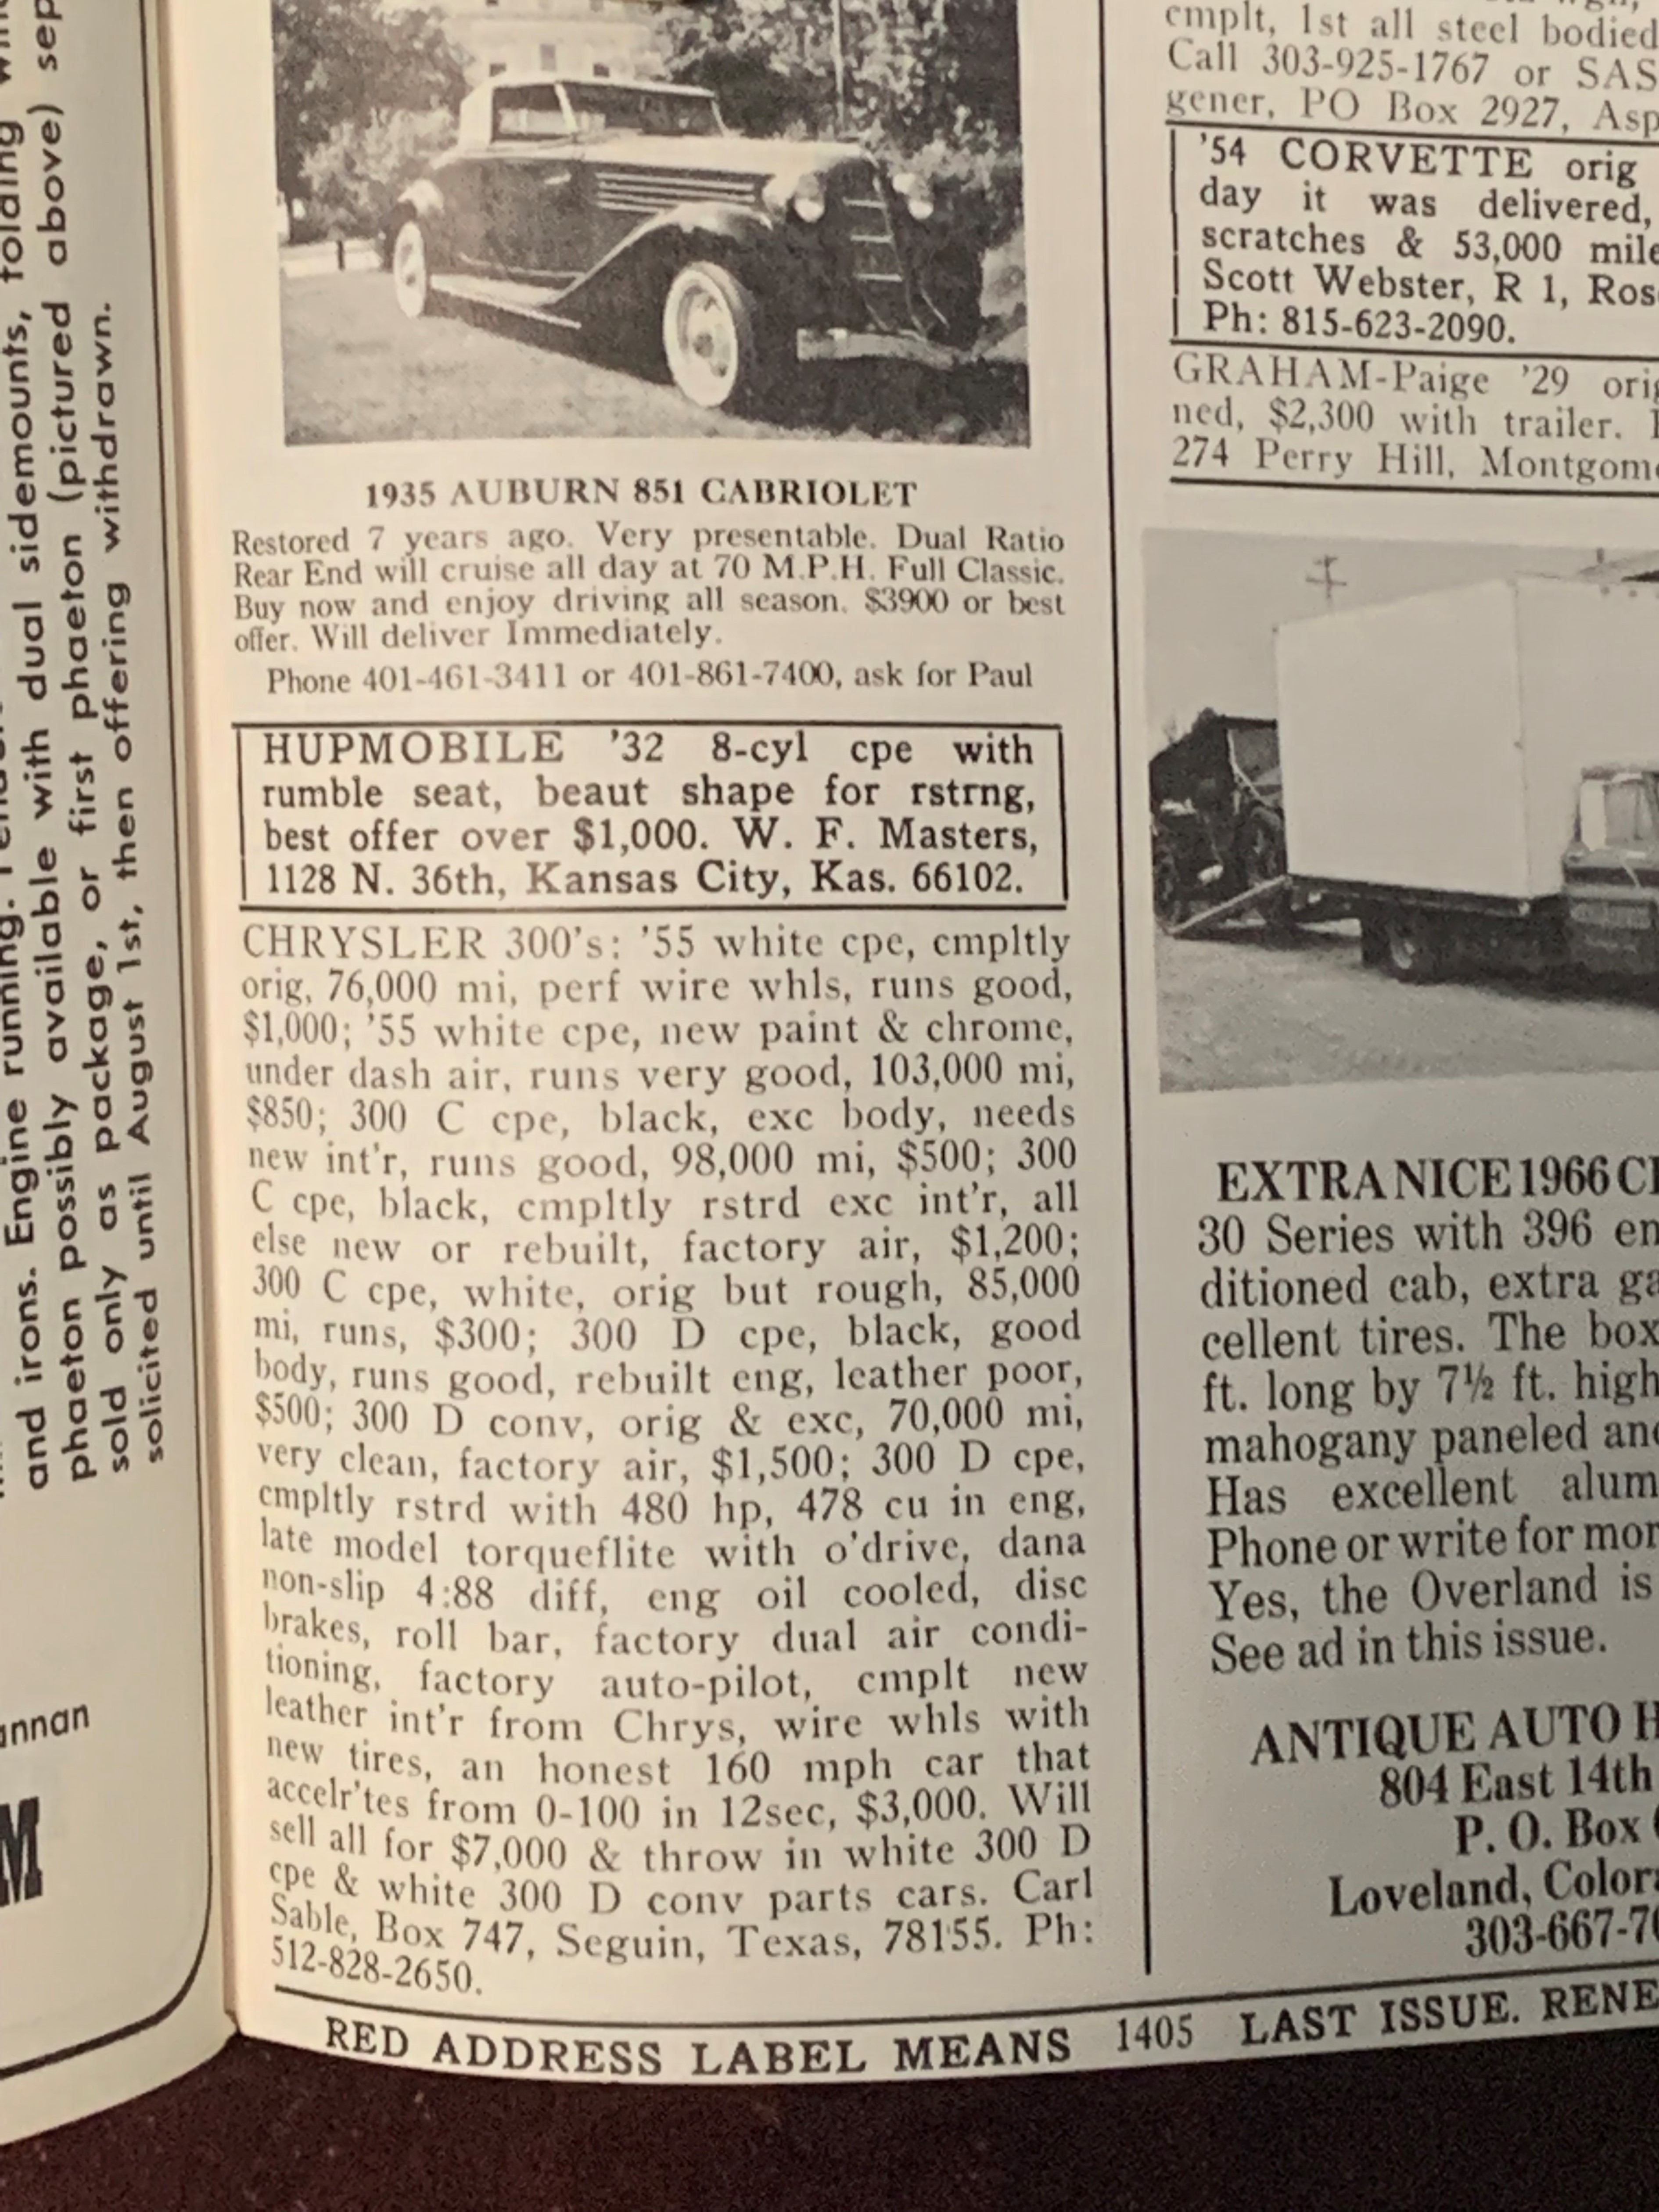 and irons. Engine running.
phaeton possibly available with dual sidemounts, folding
sold only as package, or first phaeton (pictured above) sep
solicited until August 1st, then offering withdrawn.
annan
M
1935 AUBURN 851 CABRIOLET
Restored 7 years ago. Very presentable. Dual Ratio
Rear End will cruise all day at 70 M.P.H. Full Classic.
Buy now and enjoy driving all season. $3900 or best
offer. Will deliver Immediately.
Phone 401-461-3411 or 401-861-7400, ask for Paul
HUPMOBILE '32 8-cyl cpe with
rumble seat, beaut shape for rstrng,
best offer over $1,000. W. F. Masters,
1128 N. 36th, Kansas City, Kas. 66102.
CHRYSLER 300's: '55 white cpe, cmpltly
orig, 76,000 mi, perf wire whls, runs good,
$1,000; '55 white cpe, new paint & chrome,
under dash air, runs very good, 103,000 mi,
$850; 300 C cpe, black, exc body, needs
new int'r, runs good, 98,000 mi, $500; 300
C cpe, black, cmpltly rstrd exc int'r, all
else new or rebuilt, factory air, $1,200;
300 C cpe, white, orig but rough, 85,000
mi, runs, $300; 300 D cpe, black, good
body, runs good, rebuilt eng, leather poor,
$500; 300 D conv, orig & exc, 70,000 mi,
very clean, factory air, $1,500; 300 D cpe,
cmpltly rstrd with 480 hp, 478 cu in eng,
late model torqueflite with o'drive, dana
non-slip 4:88 diff, eng oil cooled, disc
brakes, roll bar, factory dual air condi-
tioning, factory auto-pilot, cmplt new
leather int'r from Chrys, wire whls with
new tires, an honest 160 mph car that
accelr'tes from 0-100 in 12sec, $3,000. Will
sell all for $7,000 & throw in white 300 D
cpe & white 300 D conv parts cars. Carl
Sable, Box 747, Seguin, Texas, 78155. Ph:
512-828-2650.
cmplt, 1st all steel bodied
Call 303-925-1767 or SAS
gener, PO Box 2927, Asp
'54 CORVETTE orig
day it was delivered,
scratches & 53,000 mile
Scott Webster, R 1, Ros
Ph: 815-623-2090.
GRAHAM-Paige '29 orig
ned, $2,300 with trailer.
274 Perry Hill, Montgome
EXTRA NICE 1966 C
30 Series with 396 en
ditioned cab, extra ga
cellent tires. The box
ft. long by 7½ ft. high
mahogany paneled and
Has excellent alum
Phone or write for mor
Yes, the Overland is
See ad in this issue.
ANTIQUE AUTO H
804 East 14th
P. O. Box
Loveland, Colora
303-667-7
RED ADDRESS LABEL MEANS 1405 LAST ISSUE. RENE